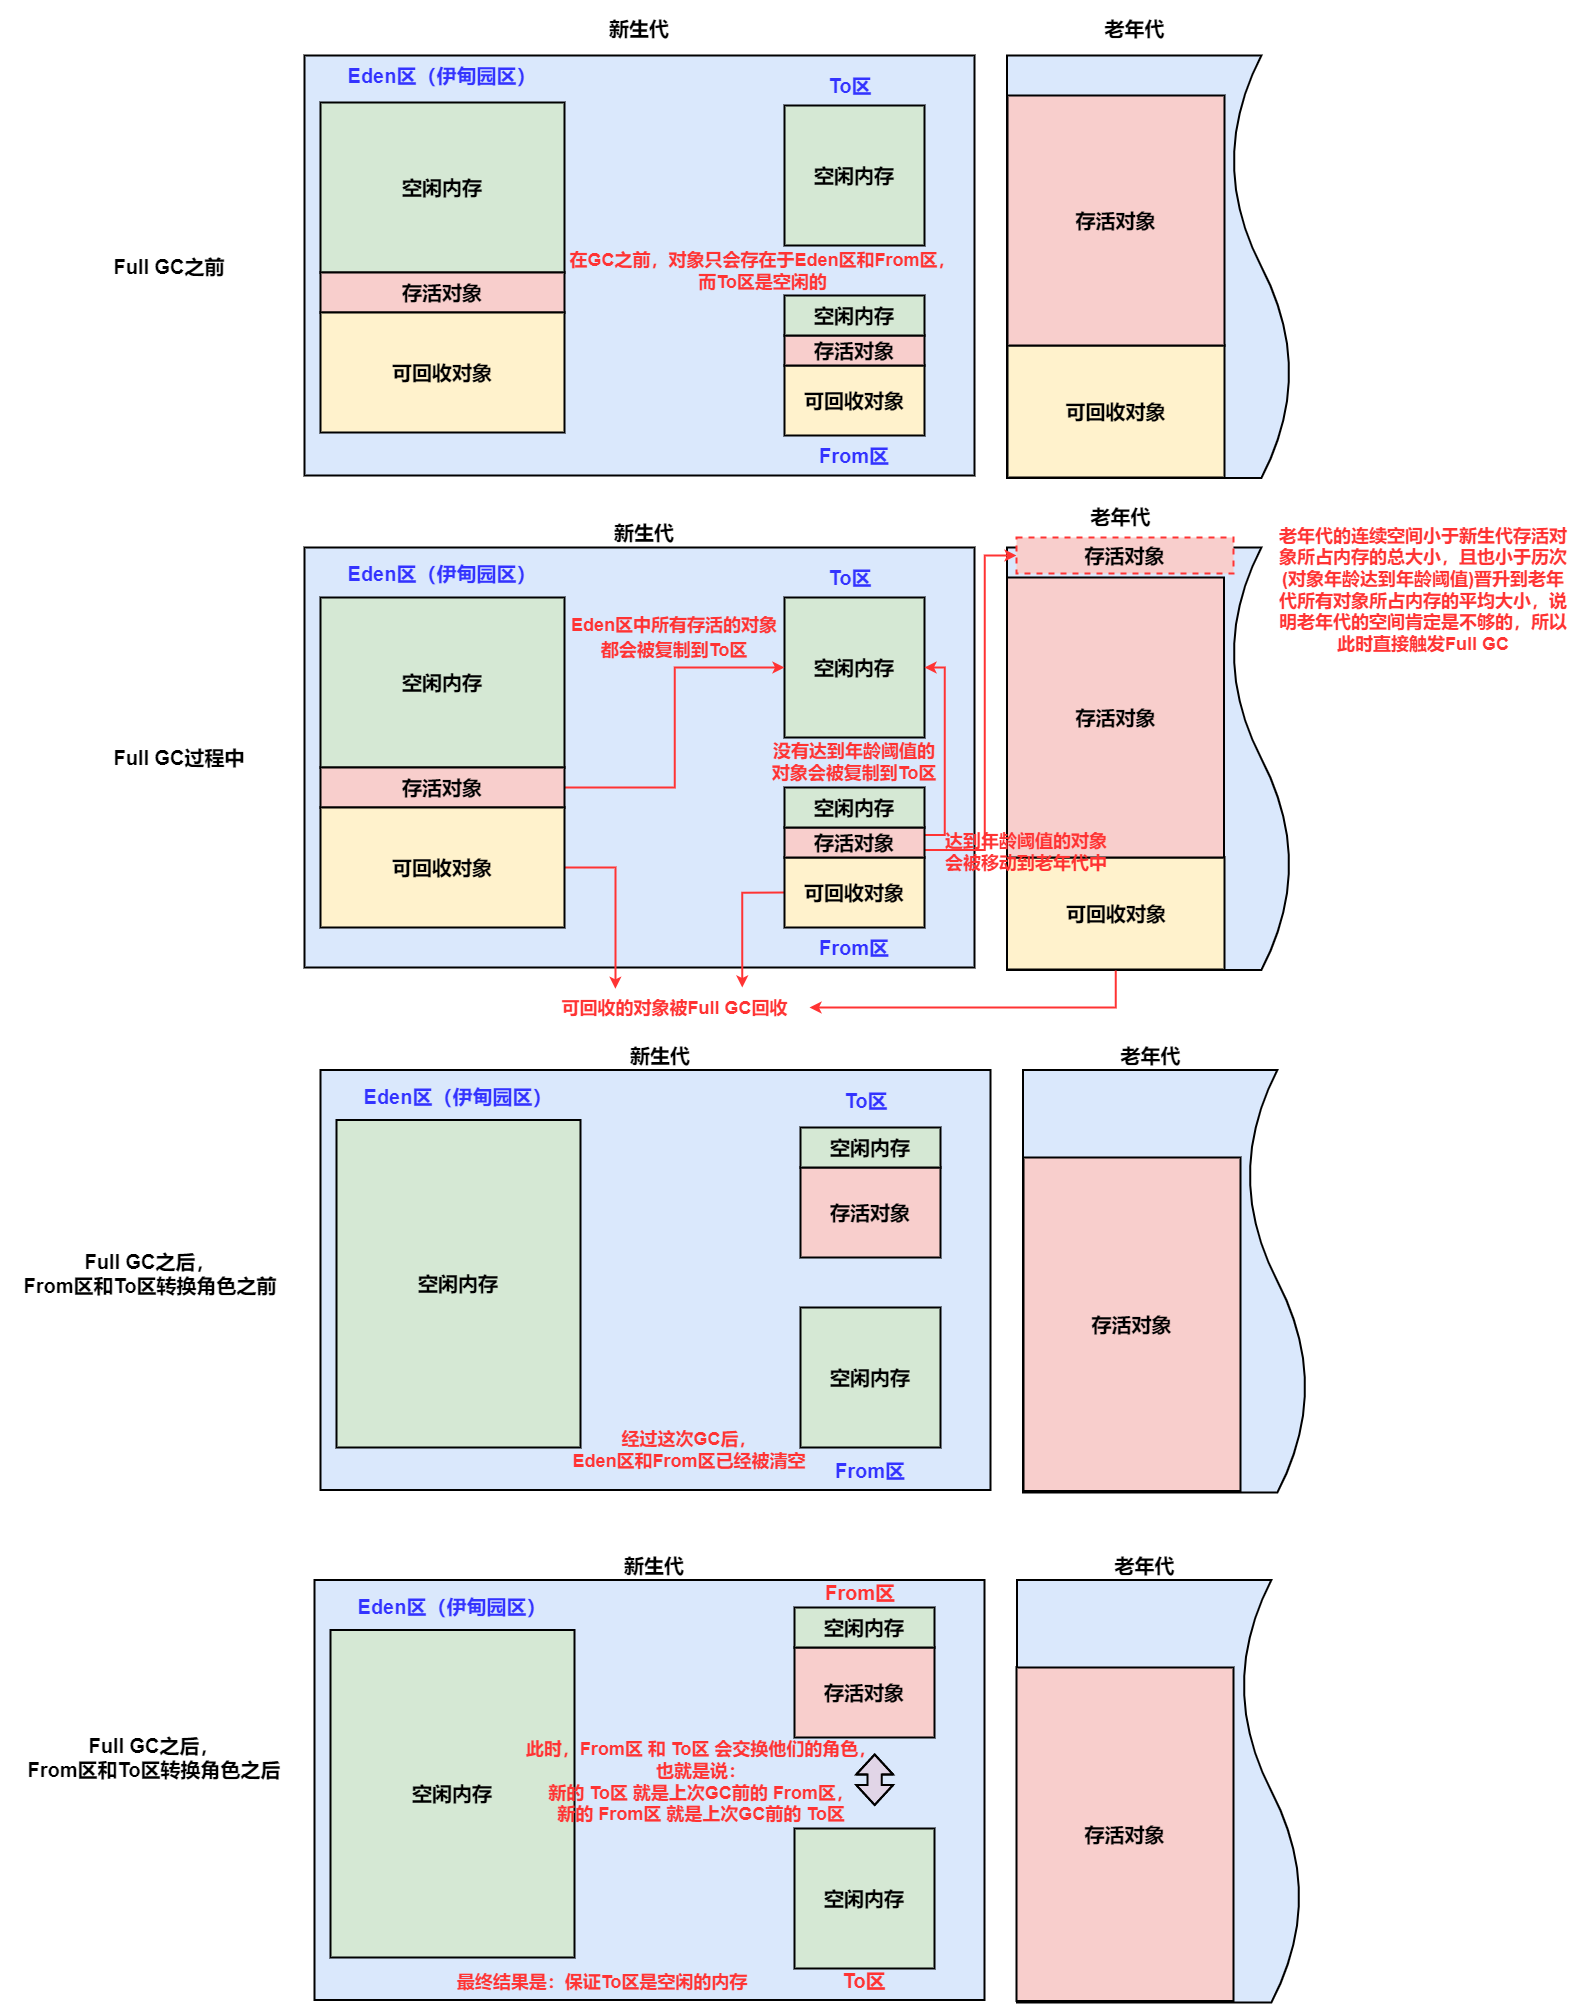 新生代
老年代
Eden区（伊甸园区）
To区
空闲内存
空闲内存
存活对象
Full GC之前
在GC之前，对象只会存在于Eden区和From区，
而To区是空闲的
存活对象
空闲内存
存活对象
可回收对象
可回收对象
可回收对象
From区
新生代
老年代
Eden区（伊甸园区）
To区
存活对象
老年代的连续空间小于新生代存活对
象所占内存的总大小，且也小于历次
(对象年龄达到年龄阈值)晋升到老年
代所有对象所占内存的平均大小，说
明老年代的空间肯定是不够的，所以
此时直接触发Full GC
Eden区中所有存活的对象
都会被复制到To区
空闲内存
空闲内存
存活对象
Full GC过程中
没有达到年龄阈值的
对象会被复制到To区
存活对象
空闲内存
存活对象
达到年龄阈值的对象
会被移动到老年代中
可回收对象
可回收对象
可回收对象
From区
可回收的对象被Full GC回收
新生代
老年代
Eden区（伊甸园区）
To区
空闲内存
存活对象
Full GC之后，
From区和To区转换角色之前
空闲内存
存活对象
空闲内存
经过这次GC后，
Eden区和From区已经被清空
From区
新生代
老年代
Eden区（伊甸园区）
From区
空闲内存
存活对象
Full GC之后，
From区和To区转换角色之后
此时，From区 和 To区 会交换他们的角色，
也就是说：
新的 To区 就是上次GC前的 From区，
新的 From区 就是上次GC前的 To区
空闲内存
存活对象
空闲内存
最终结果是：保证To区是空闲的内存
To区